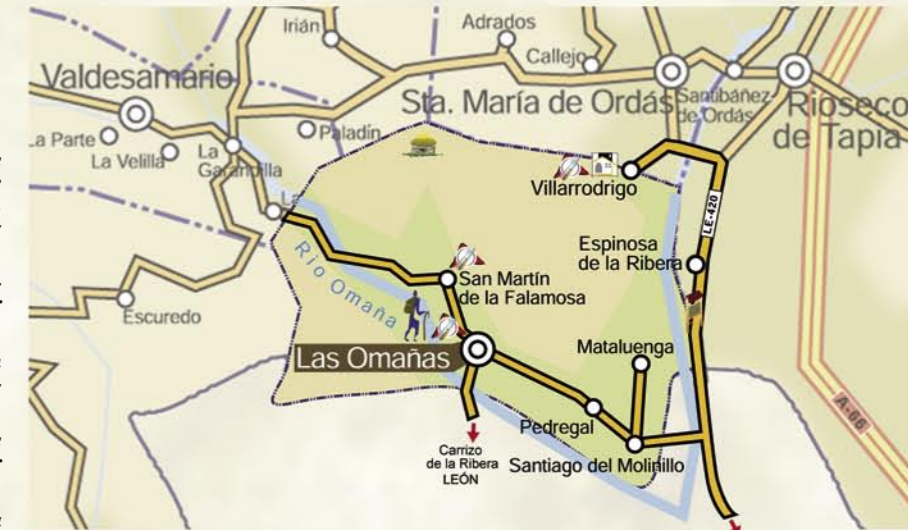 Irián
Adrados
Callejo
Valdesamario
Sta. María de Ordás
Santibáñez
de Ordás
Rioseco
de Tapia
La Parte
La Velilla
La
Garandilla
Paladín
Villarrodrigo
LE-420
La
Río Omaña
San Martín
de la Falamosa
Espinosa
de la Ribera
Escuredo
Las Omañas
Mataluenga
Pedregal
A-66
Santiago del Molinillo
Carrizo
de la Ribera
LEÓN